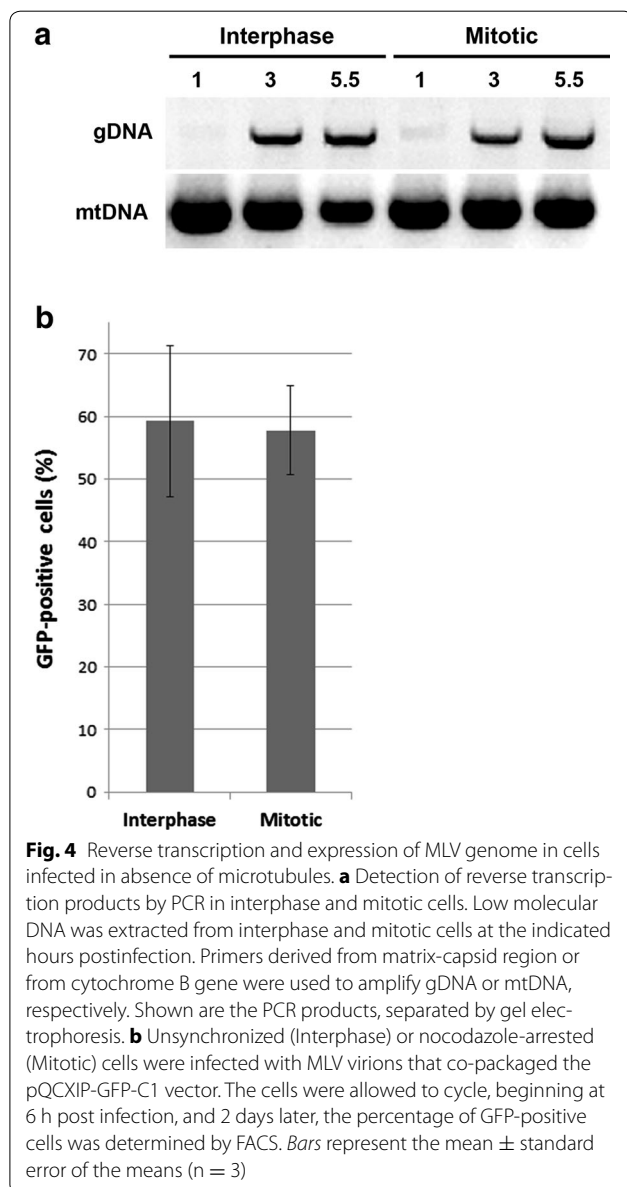 a
Interphase Mitotic
1 3 5.5 1 3 5.5
gDNA
mtDNA
b
GFP-positive cells (%)
70
60
50
40
30
20
10
0
Interphase Mitotic
Fig. 4 Reverse transcription and expression of MLV genome in cells
infected in absence of microtubules. a Detection of reverse transcrip-
tion products by PCR in interphase and mitotic cells. Low molecular
DNA was extracted from interphase and mitotic cells at the indicated
hours postinfection. Primers derived from matrix-capsid region or
from cytochrome B gene were used to amplify gDNA or mtDNA,
respectively. Shown are the PCR products, separated by gel elec-
trophoresis. b Unsynchronized (Interphase) or nocodazole-arrested
(Mitotic) cells were infected with MLV virions that co-packaged the
pQCXIP-GFP-C1 vector. The cells were allowed to cycle, beginning at
6 h post infection, and 2 days later, the percentage of GFP-positive
cells was determined by FACS. Bars represent the mean ± standard
error of the means (n = 3)